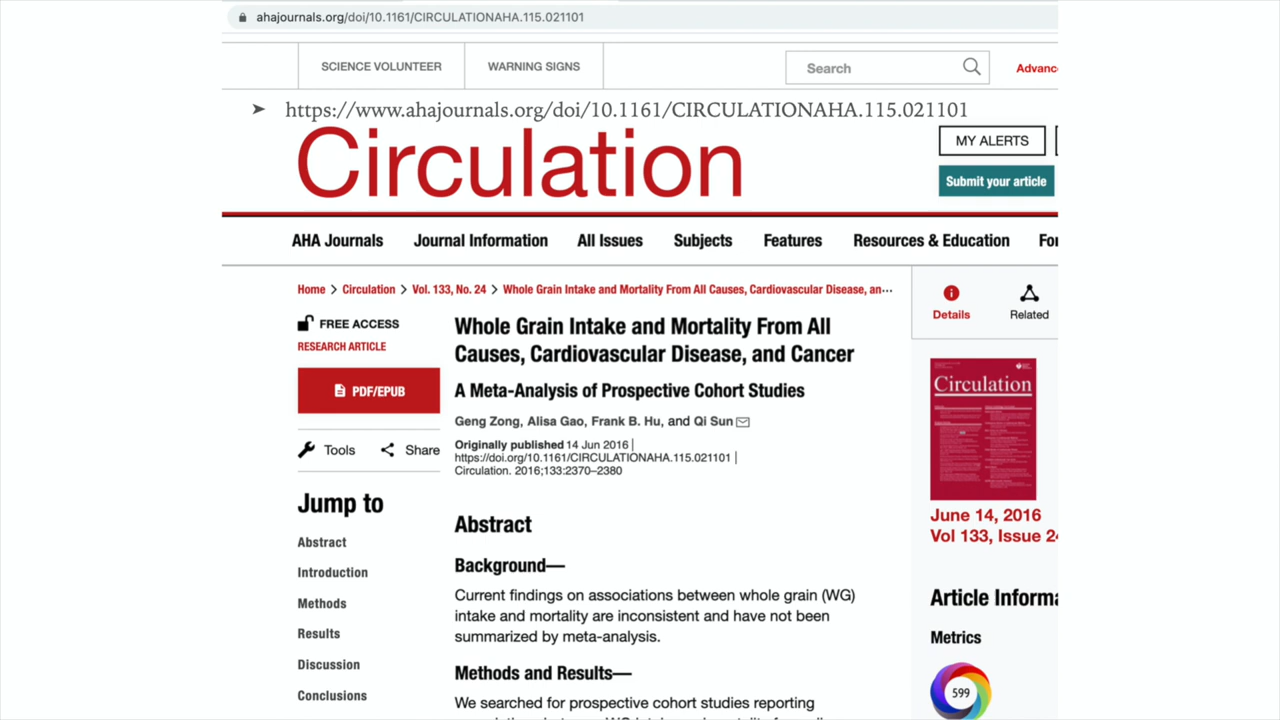 ahajournals.org/doi/10.1161/CIRCULATIONAHA.115.021101
SCIENCE VOLUNTEER
WARNING SIGNS
Search
Advanc
➤ https://www.ahajournals.org/doi/10.1161/CIRCULATIONAHA.115.021101
Circulation
MY ALERTS
Submit your article
AHA Journals Journal Information All Issues Subjects Features Resources & Education For
Home > Circulation > Vol. 133, No. 24 > Whole Grain Intake and Mortality From All Causes, Cardiovascular Disease, an...
Details
Related
FREE ACCESS
RESEARCH ARTICLE
PDF/EPUB
Tools
Share
Jump to
Abstract
Introduction
Methods
Results
Discussion
Conclusions
Whole Grain Intake and Mortality From All
Causes, Cardiovascular Disease, and Cancer
A Meta-Analysis of Prospective Cohort Studies
Geng Zong, Alisa Gao, Frank B. Hu, and Qi Sun
Originally published 14 Jun 2016 |
https://doi.org/10.1161/CIRCULATIONAHA.115.021101 |
Circulation. 2016;133:2370–2380
Abstract
Background—
Current findings on associations between whole grain (WG)
intake and mortality are inconsistent and have not been
summarized by meta-analysis.
Methods and Results—
We searched for prospective cohort studies reporting
Circulation
June 14, 2016
Vol 133, Issue 24
Article Informa
Metrics
599